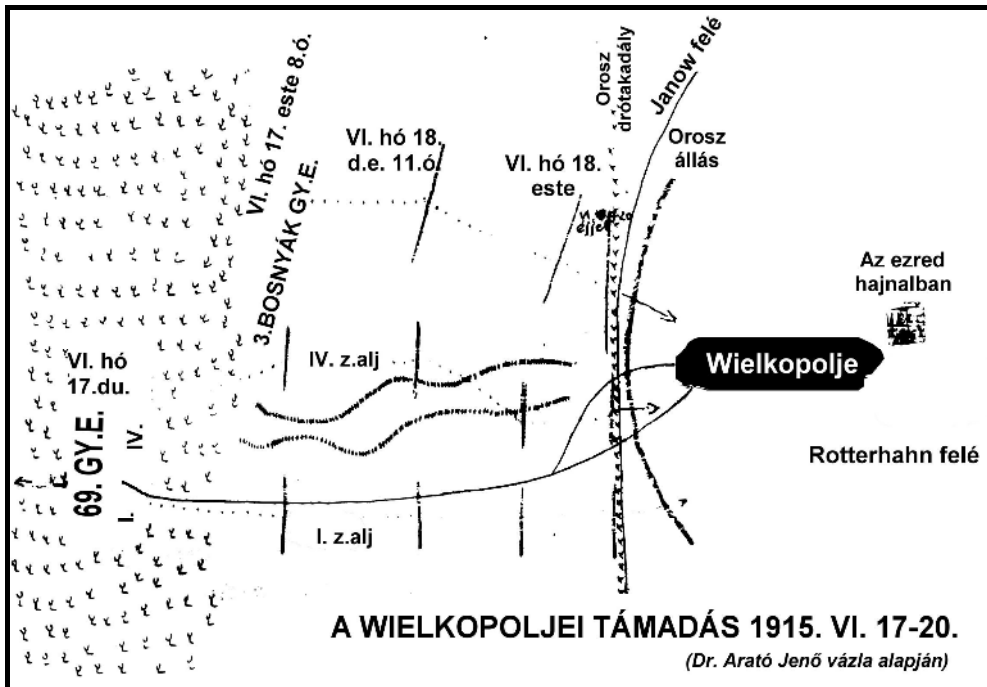 VI. hó 17. este 8.ó.
3.BOSNYÁK GY.E.
VI. hó 18.
d.e. 11.ó.
VI. hó 18.
este
Orosz
drótakadály
Janow felé
Orosz
állás
éjjel
Az ezred
hajnalban
VI. hó
17.du.
69. GY.E.
IV.
I.
IV. z.alj
I. z.alj
Wielkopolje
Rotterhahn felé
A WIELKOPOLJEI TÁMADÁS 1915. VI. 17-20.
(Dr. Arató Jenő vázla alapján)